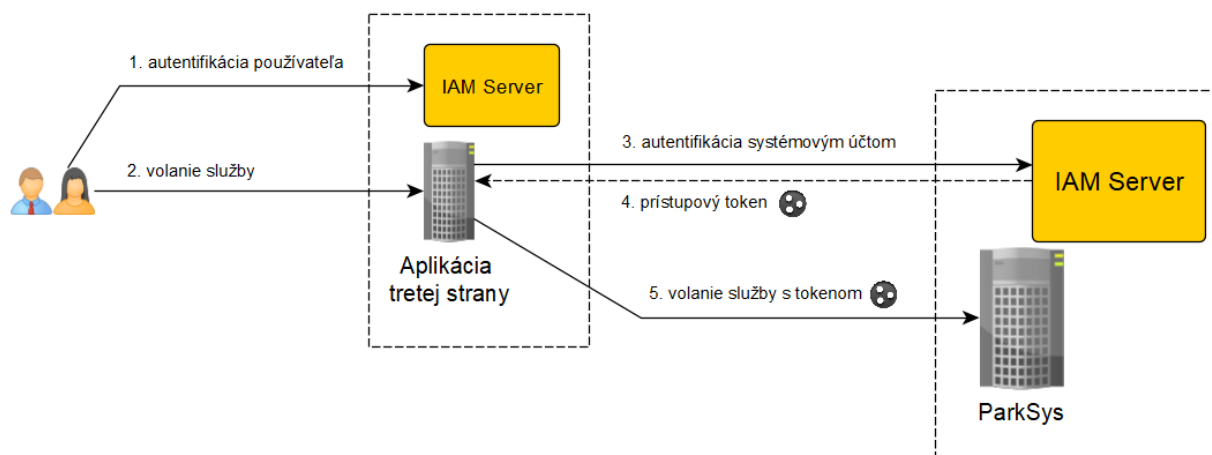 1. autentifikácia používateľa
IAM Server
2. volanie služby
3. autentifikácia systémovým účtom
IAM Server
4. prístupový token
Aplikácia
tretej strany
5. volanie služby s tokenom
ParkSys